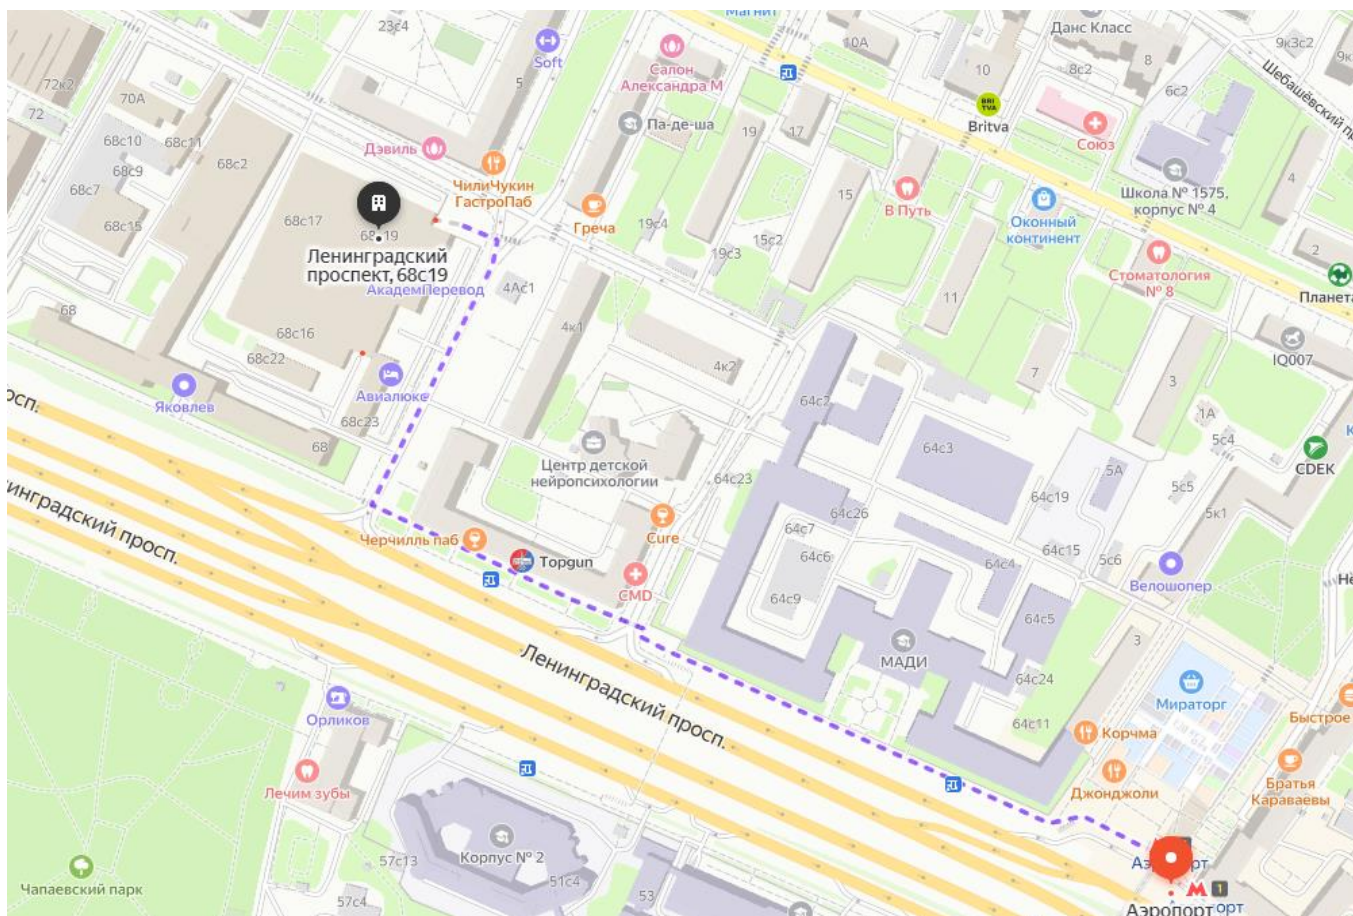 Магнит
Данс Класс
23с4
10А
9к3с2
9к
5
Soft
Салон
Александра М
10
8с2
8
Шебашёвский пр
72к2
6с2
70А
72
Britva
Союз
Па-де-ша
19
17
68с10
68с11
68с9
68с2
Дэвиль
4
68с7
ЧилиЧукин
ГастроПаб
15
В Путь
Школа № 1575,
корпус № 4
68с15
68с17
68с19
Греча
19с4
15с2
19с3
Оконный
континент
2
Ленинградский
проспект, 68с19
Стоматология
№ 8
АкадемПеревод
4Ас1
11
Планета
68
68с16
4к1
68с22
4к2
7
3
IQ007
Яковлев
Авиалюкс
64с2
1А
68с23
68
5с4
64с3
CDEK
Центр детской
нейропсихологии
5А
64с23
64с19
5с5
5к1
64с26
64с7
Cure
Черчилль паб
64с6
64с15
5с6
Topgun
64с4
Велошопер
CMD
64с9
64с5
3
МАДИ
Ленинградский просп.
64с24
Мираторг
Орликов
64с11
Корчма
Быстрое
Лечим зубы
Джонджоли
Братья
Караваевы
Корпус № 2
57с13
51с4
Чапаевский парк
57с4
53
1
Аэропорт